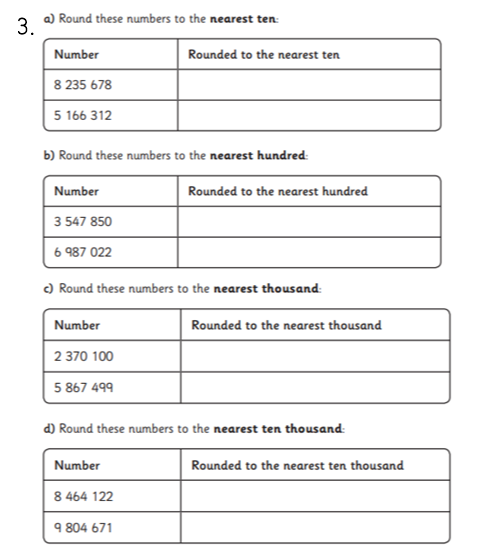 3. a) Round these numbers to the nearest ten:
Number Rounded to the nearest ten
8 235 678
5 166 312
b) Round these numbers to the nearest hundred:
Number Rounded to the nearest hundred
3 547 850
6 987 022
c) Round these numbers to the nearest thousand:
Number Rounded to the nearest thousand
2 370 100
5 867 499
d) Round these numbers to the nearest ten thousand:
Number Rounded to the nearest ten thousand
8 464 122
9 804 671